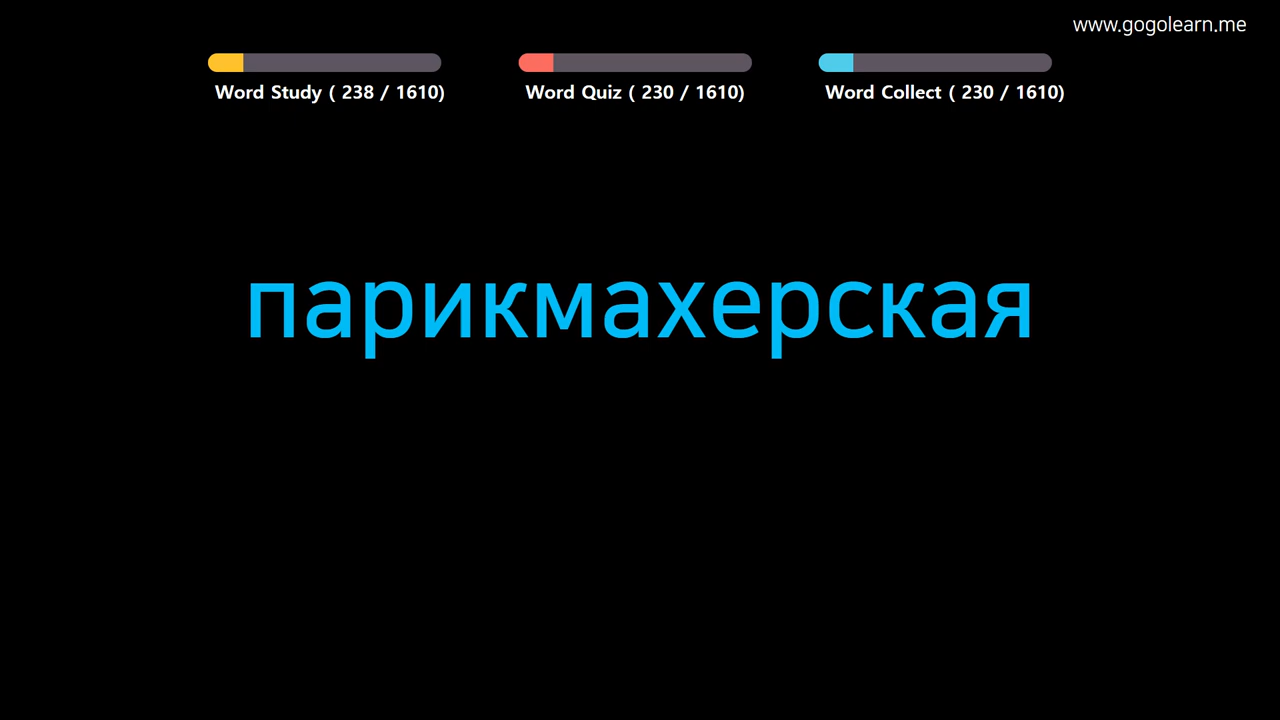 www.gogolearn.me
Word Study ( 238 / 1610)
Word Quiz ( 230 / 1610)
Word Collect ( 230 / 1610)
парикмахерская